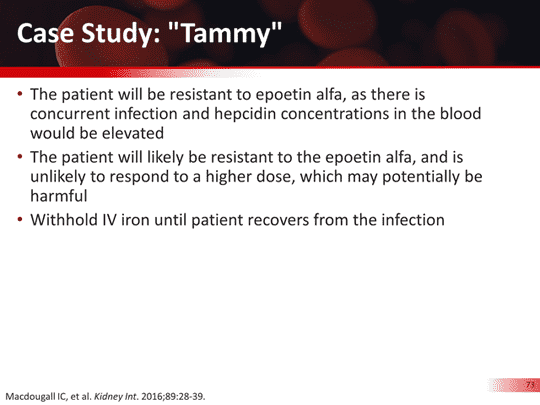 Case Study: "Tammy"
• The patient will be resistant to epoetin alfa, as there is
concurrent infection and hepcidin concentrations in the blood
would be elevated
• The patient will likely be resistant to the epoetin alfa, and is
unlikely to respond to a higher dose, which may potentially be
harmful
• Withhold IV iron until patient recovers from the infection
73
Macdougall IC, et al. Kidney Int. 2016;89:28-39.